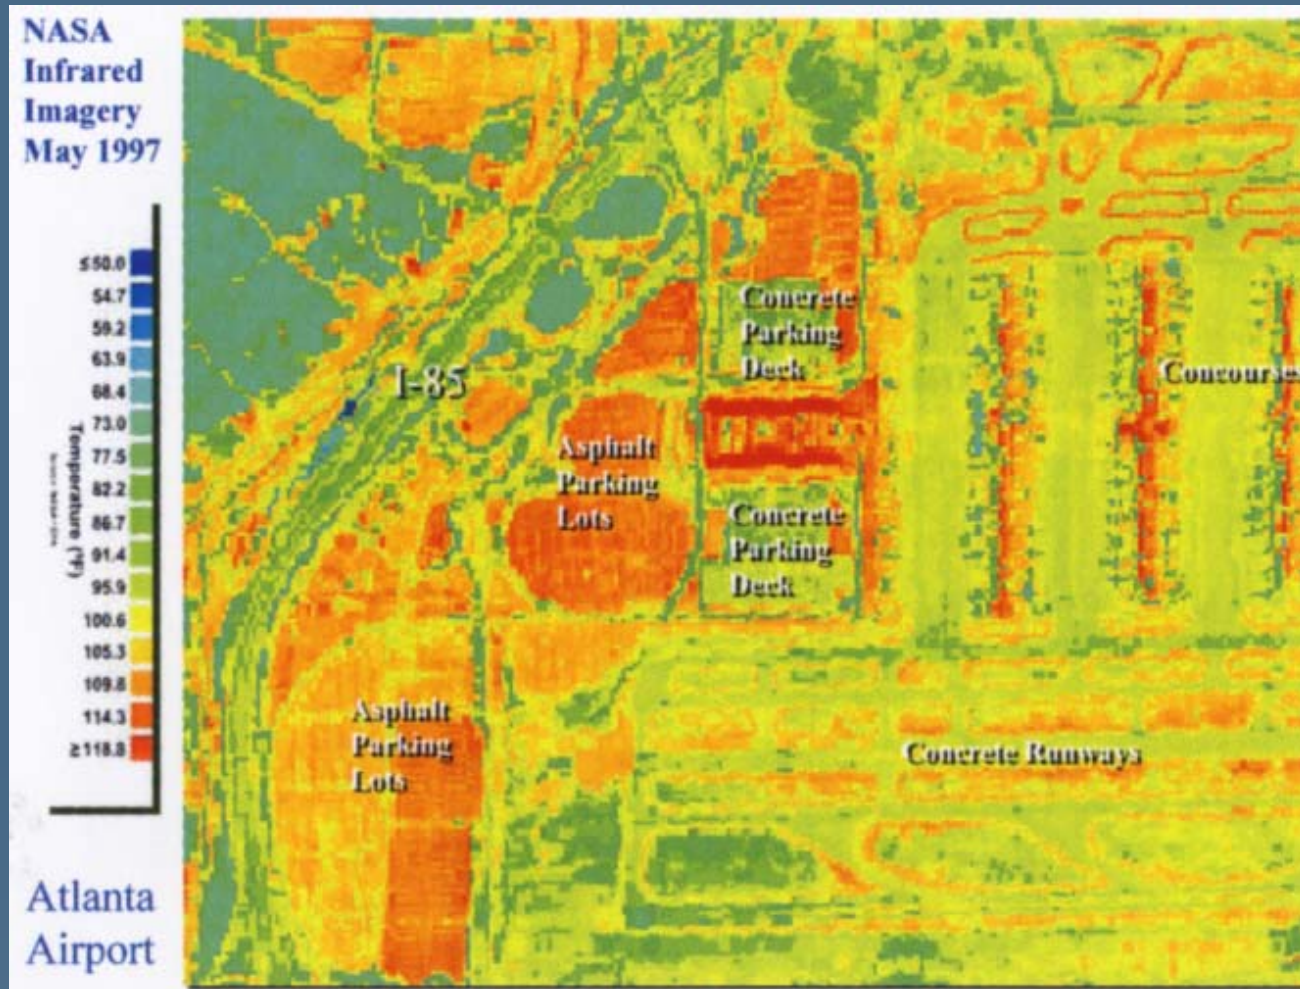 NASA
Infrared
Imagery
May 1997
≤50.0
54.7
59.2
63.9
68.4
73.0
77.5
82.2
86.7
91.4
95.9
100.6
105.3
109.8
114.3
≥118.8
Temperature (°F)
Atlanta
Airport
I-85
Concrete
Parking
Deck
Concourses
Asphalt
Parking
Lots
Concrete
Parking
Deck
Asphalt
Parking
Lots
Concrete Runways